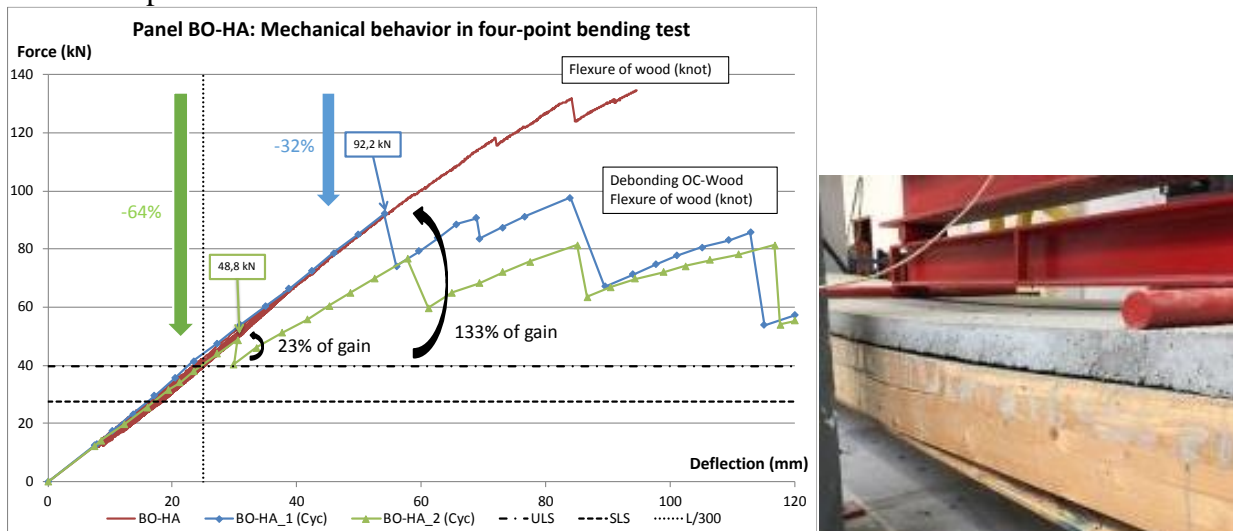 Panel BO-HA: Mechanical behavior in four-point bending test
Force (kN)
140
120
100
80
60
40
20
0
Flexure of wood (knot)
-32%
92,2 kN
-64%
Debonding OC-Wood
Flexure of wood (knot)
48,8 kN
133% of gain
23% of gain
Deflection (mm)
0 20 40 60 80 100 120
BO-HA BO-HA_1 (Cyc) BO-HA_2 (Cyc) ULS SLS L/300